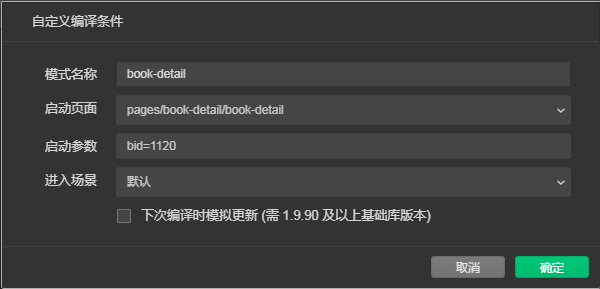 自定义编译条件
模式名称 book-detail
启动页面 pages/book-detail/book-detail
启动参数 bid=1120
进入场景 默认
下次编译时模拟更新 (需 1.9.90 及以上基础库版本)
取消 确定